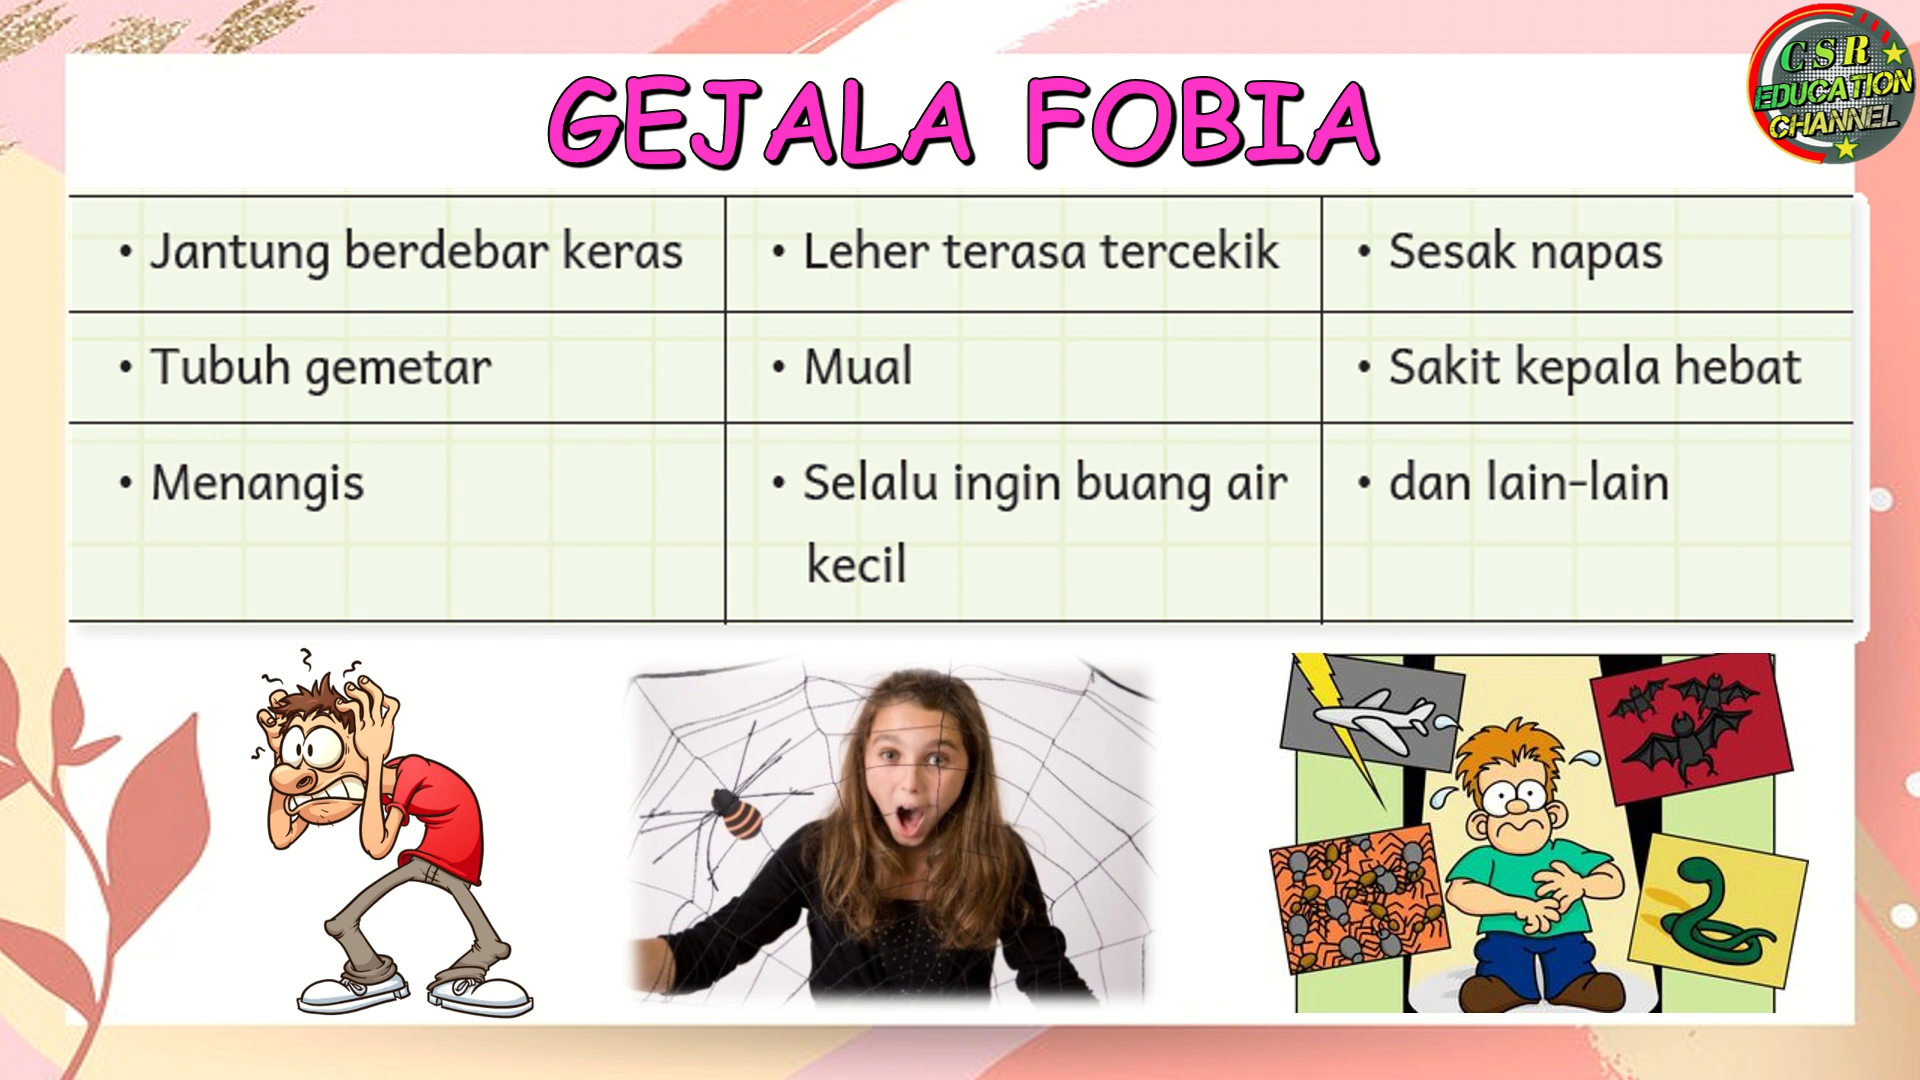 GEJALA FOBIA
CSR
EDUCATION
CHANNEL
• Jantung berdebar keras
• Leher terasa tercekik
• Sesak napas
• Tubuh gemetar
• Mual
• Sakit kepala hebat
• Menangis
• Selalu ingin buang air
kecil
• dan lain-lain